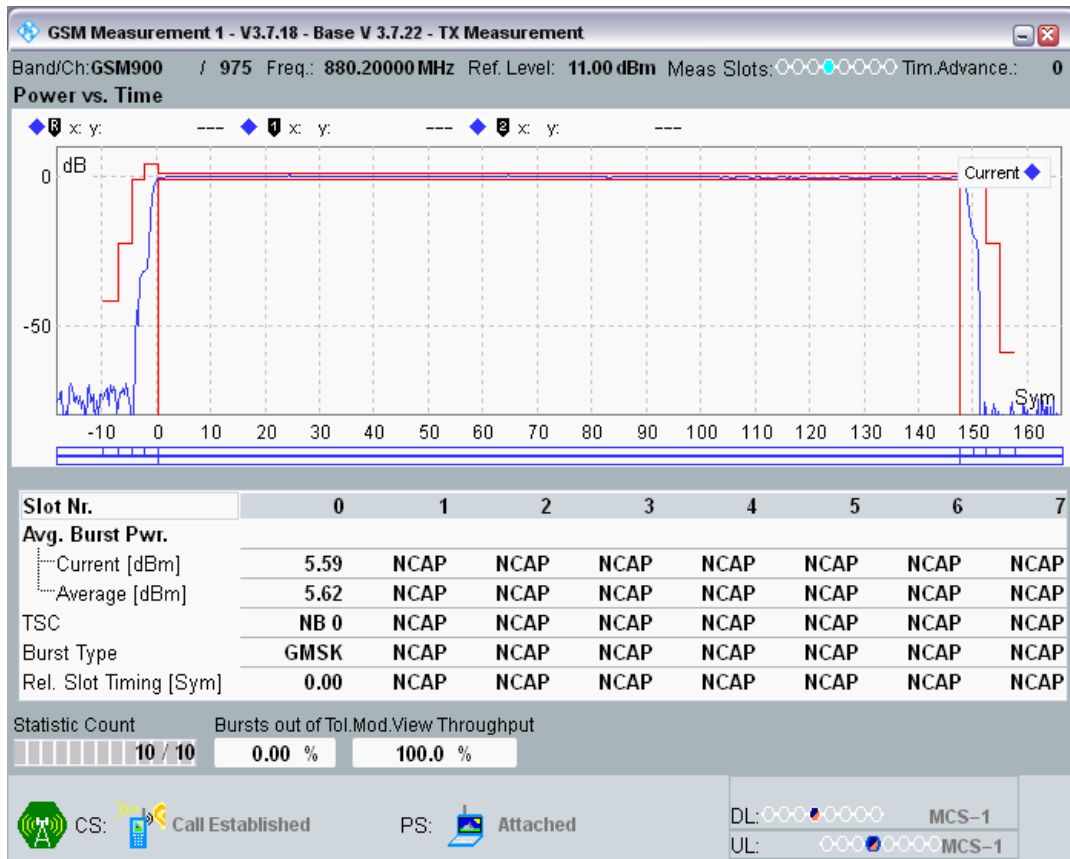 GSM Measurement 1 - V3.7.18 - Base V 3.7.22 - TX Measurement
Band/Ch:GSM900 / 975 Freq.: 880.20000 MHz Ref. Level: 11.00 dBm Meas Slots: Tim.Advance.: 0
Power vs. Time
R x: y: --- 1 x: y: --- 2 x: y: ---
dB
Current
0
-50
Sym
-10 0 10 20 30 40 50 60 70 80 90 100 110 120 130 140 150 160
Slot Nr. 0 1 2 3 4 5 6 7
Avg. Burst Pwr.
Current [dBm] 5.59 NCAP NCAP NCAP NCAP NCAP NCAP NCAP
Average [dBm] 5.62 NCAP NCAP NCAP NCAP NCAP NCAP NCAP
TSC NB 0 NCAP NCAP NCAP NCAP NCAP NCAP NCAP
Burst Type GMSK NCAP NCAP NCAP NCAP NCAP NCAP NCAP
Rel. Slot Timing [Sym] 0.00 NCAP NCAP NCAP NCAP NCAP NCAP NCAP
Statistic Count Bursts out of Tol.Mod.View Throughput
10 / 10 0.00 % 100.0 %
CS: Call Established PS: Attached
DL: MCS-1
UL: MCS-1